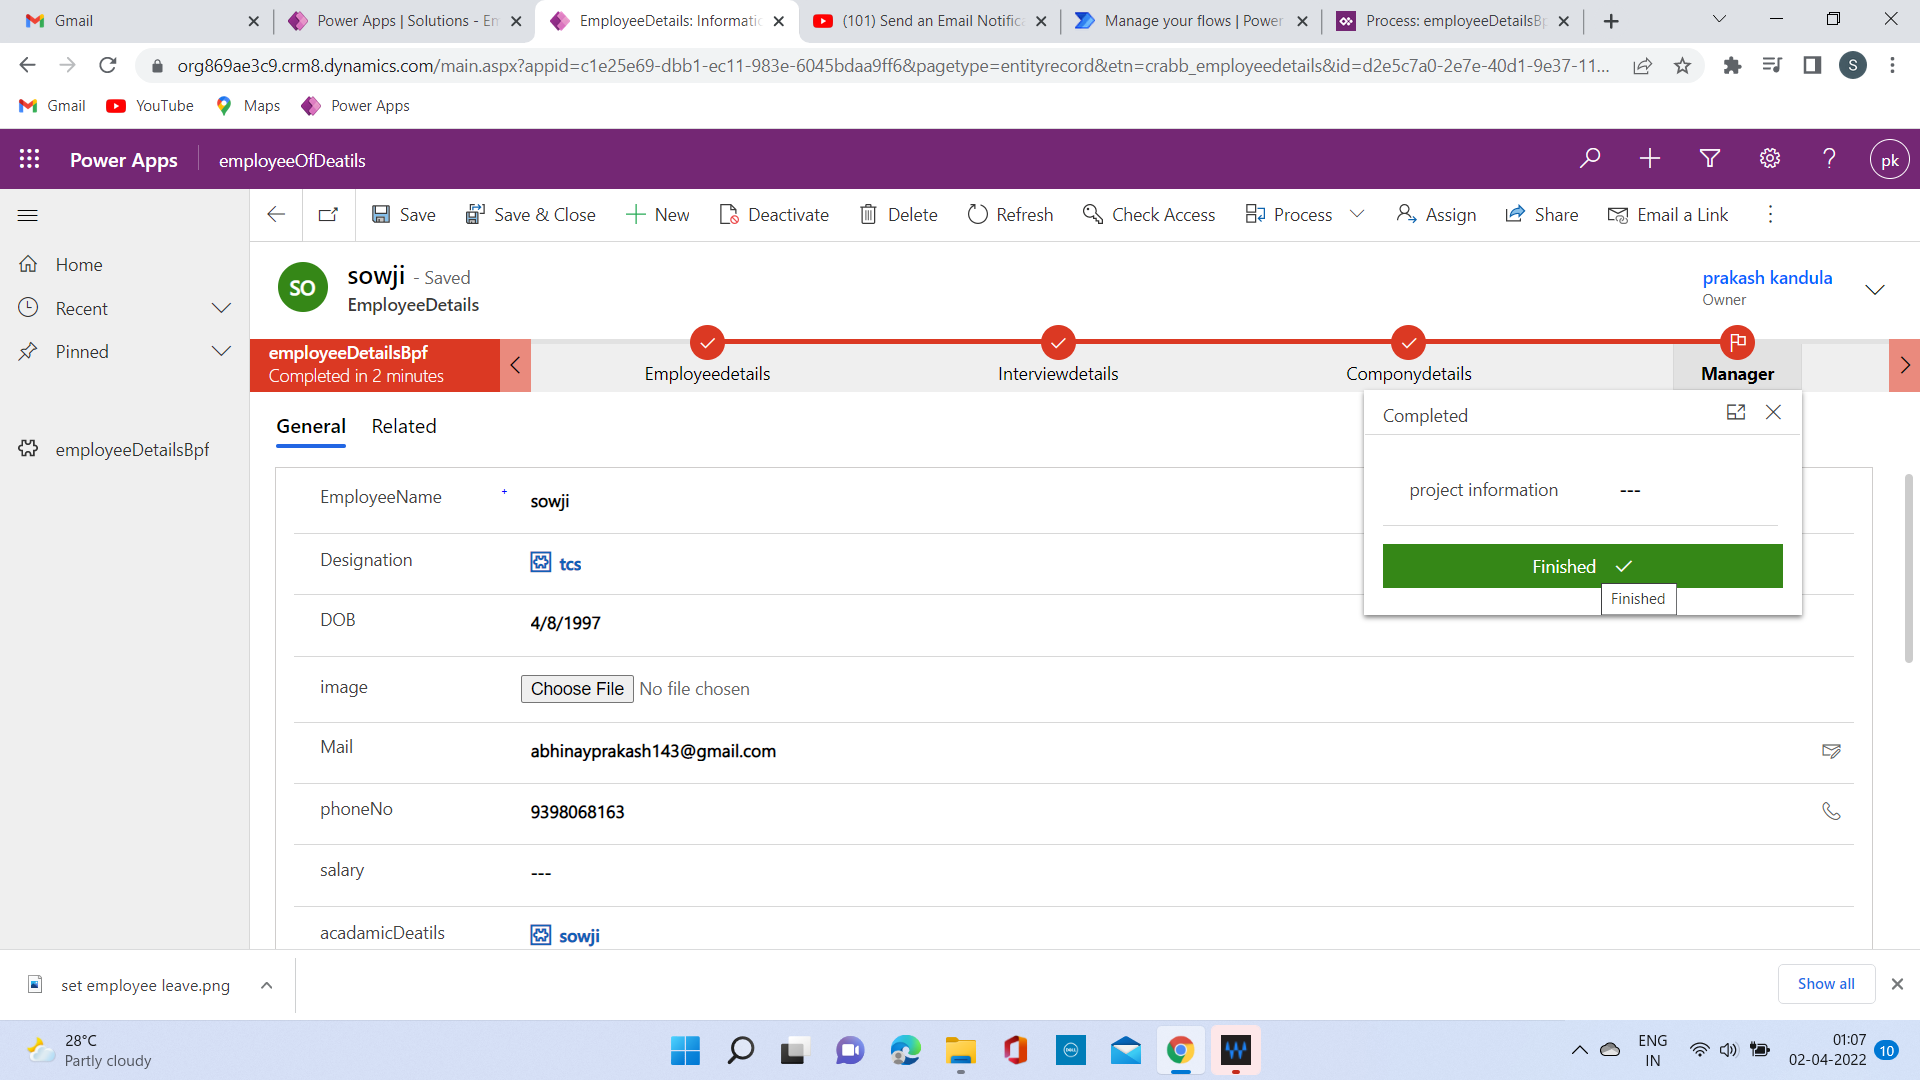 Gmail
Power Apps | Solutions - Em
EmployeeDetails: Informatio
(101) Send an Email Notifica
Manage your flows | Power
Process: employeeDetailsBp
org869ae3c9.crm8.dynamics.com/main.aspx?appid=c1e25e69-dbb1-ec11-983e-6045bdaa9ff6&pagetype=entityrecord&etn=crabb_employeedetails&id=d2e5c7a0-2e7e-40d1-9e37-11...
S
Gmail
YouTube
Maps
Power Apps
Power Apps
employeeOfDeatils
pk
Save
Save & Close
New
Deactivate
Delete
Refresh
Check Access
Process
Assign
Share
Email a Link
Home
Recent
Pinned
employeeDetailsBpf
SO
sowji - Saved
EmployeeDetails
prakash kandula
Owner
employeeDetailsBpf
Completed in 2 minutes
Employeedetails
Interviewdetails
Componydetails
Manager
General
Related
Completed
project information ---
Finished
Finished
EmployeeName + sowji
Designation tcs
DOB 4/8/1997
image Choose File No file chosen
Mail abhinayprakash143@gmail.com
phoneNo 9398068163
salary ---
acadamicDeatils sowji
set employee leave.png
Show all
28°C
Partly cloudy
DELL
ENG
IN
01:07
02-04-2022
10